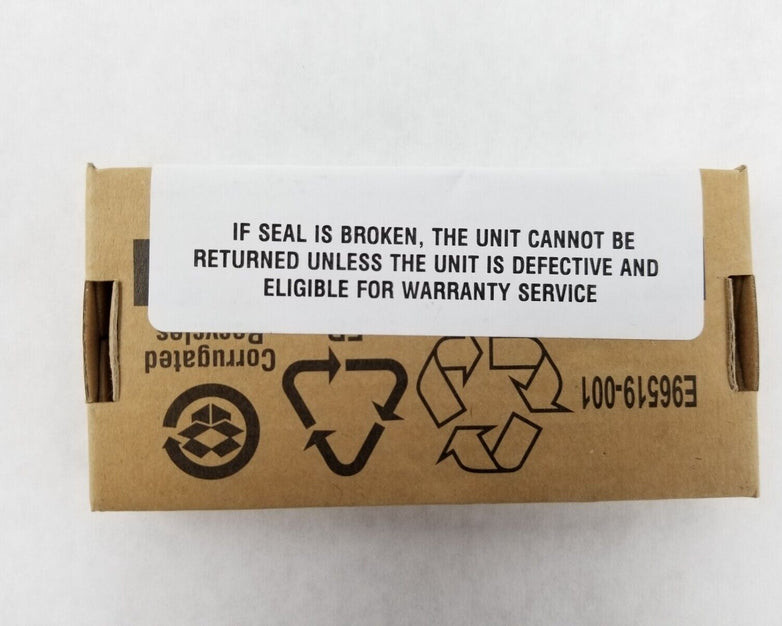 IF SEAL IS BROKEN, THE UNIT CANNOT BE
RETURNED UNLESS THE UNIT IS DEFECTIVE AND
ELIGIBLE FOR WARRANTY SERVICE
E96519-001
Corrugated
Recycles